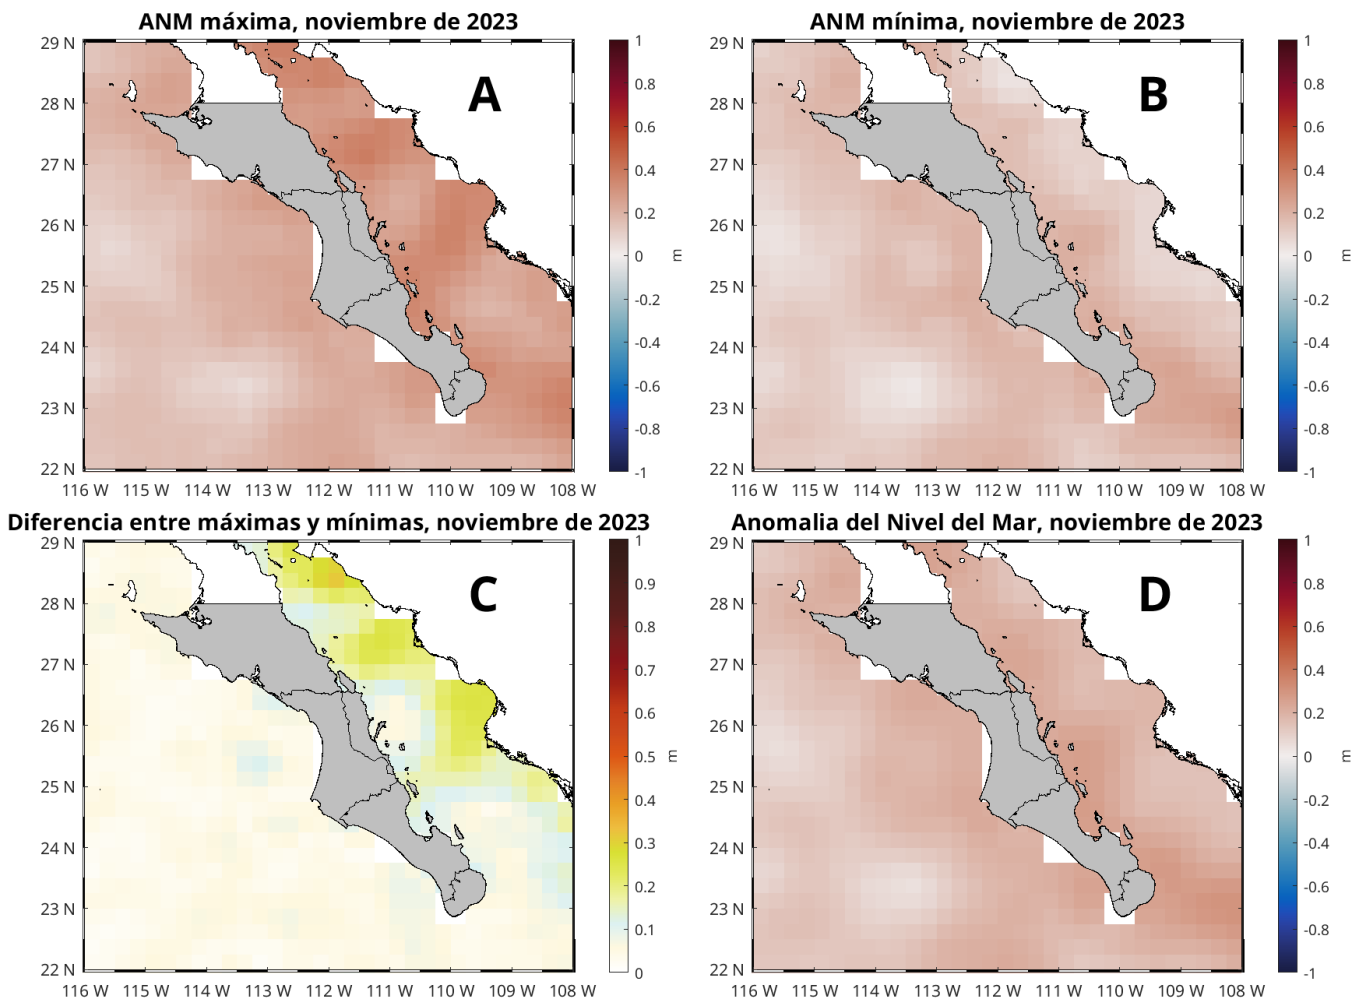 ANM máxima, noviembre de 2023
29 N
28 N
27 N
26 N
25 N
24 N
23 N
22 N
116 W 115 W 114 W 113 W 112 W 111 W 110 W 109 W 108 W
A
1
0.8
0.6
0.4
0.2
0
-0.2
-0.4
-0.6
-0.8
-1
m
ANM mínima, noviembre de 2023
29 N
28 N
27 N
26 N
25 N
24 N
23 N
22 N
116 W 115 W 114 W 113 W 112 W 111 W 110 W 109 W 108 W
B
1
0.8
0.6
0.4
0.2
0
-0.2
-0.4
-0.6
-0.8
-1
m
Diferencia entre máximas y mínimas, noviembre de 2023
29 N
28 N
27 N
26 N
25 N
24 N
23 N
22 N
116 W 115 W 114 W 113 W 112 W 111 W 110 W 109 W 108 W
C
1
0.9
0.8
0.7
0.6
0.5
0.4
0.3
0.2
0.1
0
m
Anomalia del Nivel del Mar, noviembre de 2023
29 N
28 N
27 N
26 N
25 N
24 N
23 N
22 N
116 W 115 W 114 W 113 W 112 W 111 W 110 W 109 W 108 W
D
1
0.8
0.6
0.4
0.2
0
-0.2
-0.4
-0.6
-0.8
-1
m